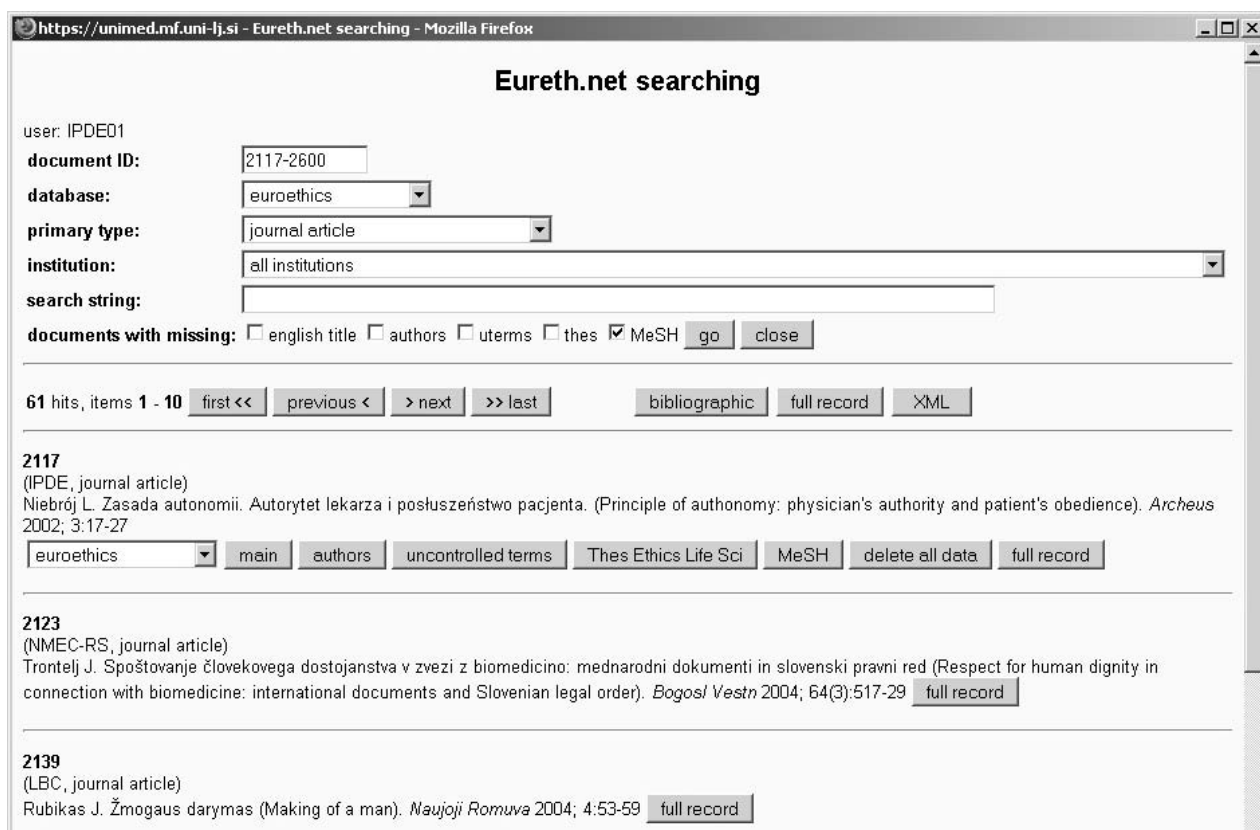 https://unimed.mf.uni-lj.si - Eureth.net searching - Mozilla Firefox
Eureth.net searching
user: IPDE01
document ID: 2117-2600
database: euroethics
primary type: journal article
institution: all institutions
search string:
documents with missing: english title authors uterms thes MeSH go close
61 hits, items 1 - 10 first << previous < > next >> last bibliographic full record XML
2117
(IPDE, journal article)
Niebrój L. Zasada autonomii. Autorytet lekarza i posłuszeństwo pacjenta. (Principle of authonomy: physician's authority and patient's obedience). Archeus
2002; 3:17-27
euroethics main authors uncontrolled terms Thes Ethics Life Sci MeSH delete all data full record
2123
(NMEC-RS, journal article)
Trontelj J. Spoštovanje človekovega dostojanstva v zvezi z biomedicino: mednarodni dokumenti in slovenski pravni red (Respect for human dignity in
connection with biomedicine: international documents and Slovenian legal order). Bogosl Vestn 2004; 64(3):517-29 full record
2139
(LBC, journal article)
Rubikas J. Žmogaus darymas (Making of a man). Naujoji Romuva 2004; 4:53-59 full record